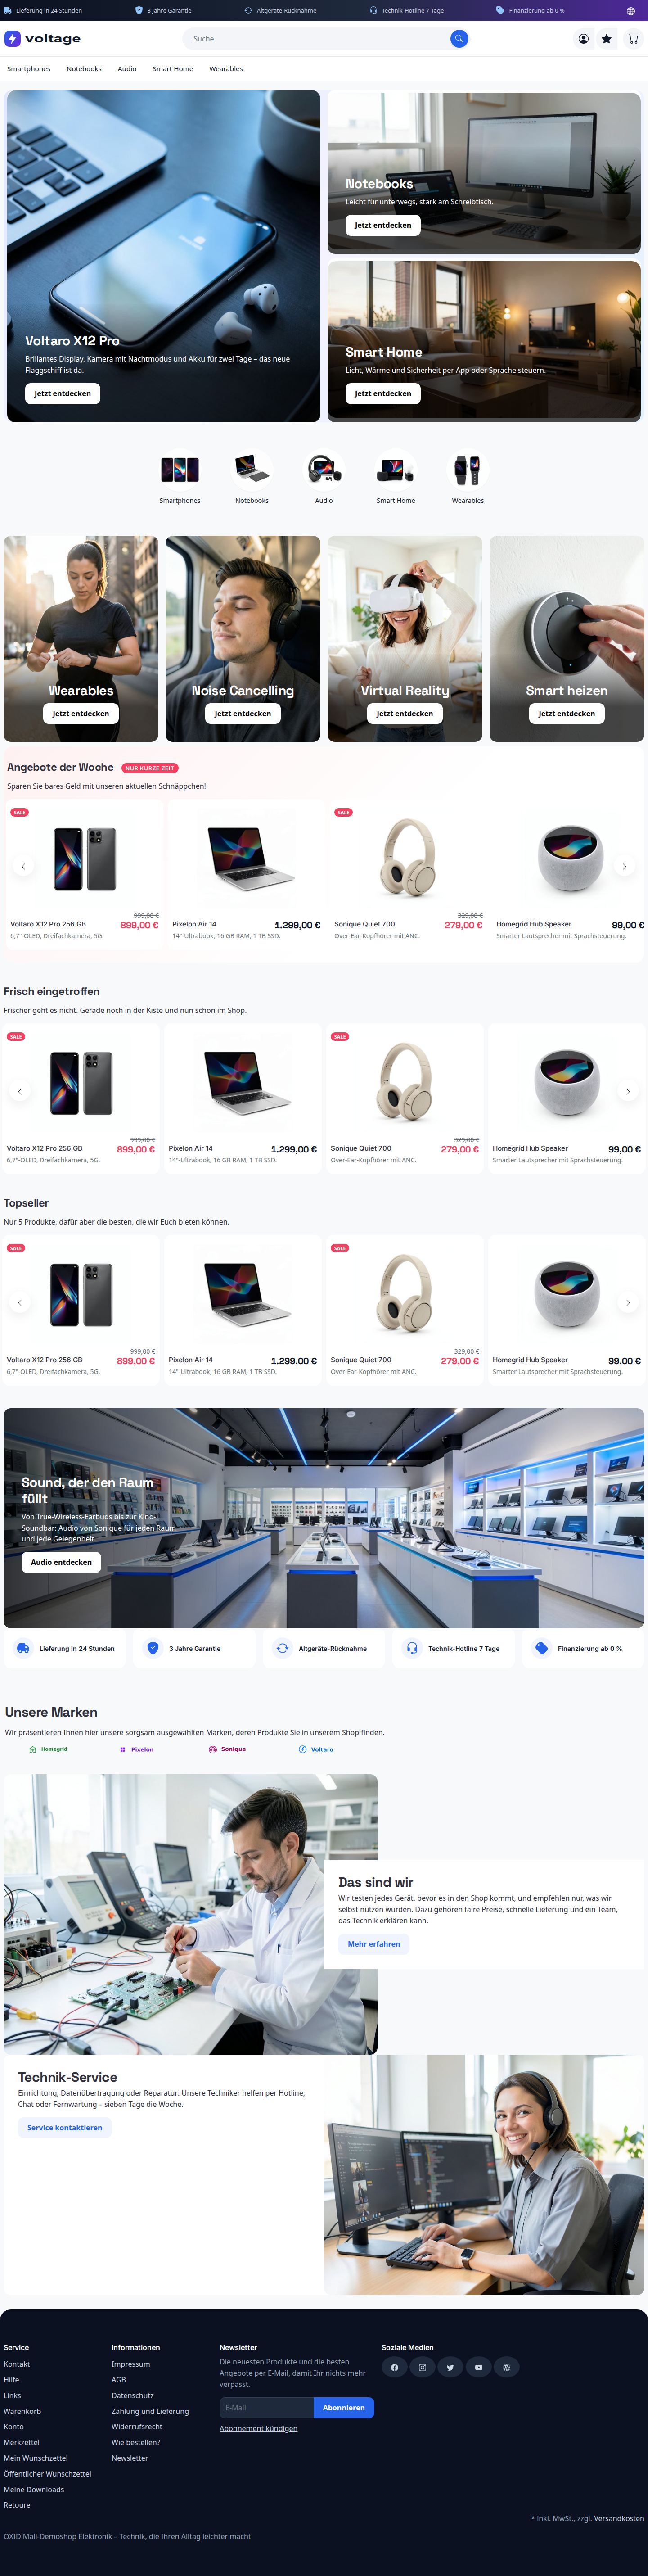 Lieferung in 24 Stunden
3 Jahre Garantie
Altgeräte-Rücknahme
Technik-Hotline 7 Tage
Finanzierung ab 0 %
voltage
Suche
Smartphones
Notebooks
Audio
Smart Home
Wearables
Voltaro X12 Pro
Brillantes Display, Kamera mit Nachtmodus und Akku für zwei Tage – das neue
Flaggschiff ist da.
Jetzt entdecken
Notebooks
Leicht für unterwegs, stark am Schreibtisch.
Jetzt entdecken
Smart Home
Licht, Wärme und Sicherheit per App oder Sprache steuern.
Jetzt entdecken
Smartphones
Notebooks
Audio
Smart Home
Wearables
Wearables
Jetzt entdecken
Noise Cancelling
Jetzt entdecken
Virtual Reality
Jetzt entdecken
Smart heizen
Jetzt entdecken
Angebote der Woche
NUR KURZE ZEIT
Sparen Sie bares Geld mit unseren aktuellen Schnäppchen!
SALE
999,00 €
Voltaro X12 Pro 256 GB
899,00 €
6,7"-OLED, Dreifachkamera, 5G.
Pixelon Air 14
1.299,00 €
14"-Ultrabook, 16 GB RAM, 1 TB SSD.
SALE
329,00 €
Sonique Quiet 700
279,00 €
Over-Ear-Kopfhörer mit ANC.
Homegrid Hub Speaker
99,00 €
Smarter Lautsprecher mit Sprachsteuerung.
Frisch eingetroffen
Frischer geht es nicht. Gerade noch in der Kiste und nun schon im Shop.
SALE
999,00 €
Voltaro X12 Pro 256 GB
899,00 €
6,7"-OLED, Dreifachkamera, 5G.
Pixelon Air 14
1.299,00 €
14"-Ultrabook, 16 GB RAM, 1 TB SSD.
SALE
329,00 €
Sonique Quiet 700
279,00 €
Over-Ear-Kopfhörer mit ANC.
Homegrid Hub Speaker
99,00 €
Smarter Lautsprecher mit Sprachsteuerung.
Topseller
Nur 5 Produkte, dafür aber die besten, die wir Euch bieten können.
SALE
999,00 €
Voltaro X12 Pro 256 GB
899,00 €
6,7"-OLED, Dreifachkamera, 5G.
Pixelon Air 14
1.299,00 €
14"-Ultrabook, 16 GB RAM, 1 TB SSD.
SALE
329,00 €
Sonique Quiet 700
279,00 €
Over-Ear-Kopfhörer mit ANC.
Homegrid Hub Speaker
99,00 €
Smarter Lautsprecher mit Sprachsteuerung.
Sound, der den Raum
füllt
Von True-Wireless-Earbuds bis zur Kino-
Soundbar: Audio von Sonique für jeden Raum
und jede Gelegenheit.
Audio entdecken
Lieferung in 24 Stunden
3 Jahre Garantie
Altgeräte-Rücknahme
Technik-Hotline 7 Tage
Finanzierung ab 0 %
Unsere Marken
Wir präsentieren Ihnen hier unsere sorgsam ausgewählten Marken, deren Produkte Sie in unserem Shop finden.
Homegrid
Pixelon
Sonique
Voltaro
Das sind wir
Wir testen jedes Gerät, bevor es in den Shop kommt, und empfehlen nur, was wir
selbst nutzen würden. Dazu gehören faire Preise, schnelle Lieferung und ein Team,
das Technik erklären kann.
Mehr erfahren
Technik-Service
Einrichtung, Datenübertragung oder Reparatur: Unsere Techniker helfen per Hotline,
Chat oder Fernwartung – sieben Tage die Woche.
Service kontaktieren
Service
Kontakt
Hilfe
Links
Warenkorb
Konto
Merkzettel
Mein Wunschzettel
Öffentlicher Wunschzettel
Meine Downloads
Retoure
Informationen
Impressum
AGB
Datenschutz
Zahlung und Lieferung
Widerrufsrecht
Wie bestellen?
Newsletter
Newsletter
Die neuesten Produkte und die besten
Angebote per E-Mail, damit Ihr nichts mehr
verpasst.
E-Mail
Abonnieren
Abonnement kündigen
Soziale Medien
* inkl. MwSt., zzgl. Versandkosten
OXID Mall-Demoshop Elektronik – Technik, die Ihren Alltag leichter macht